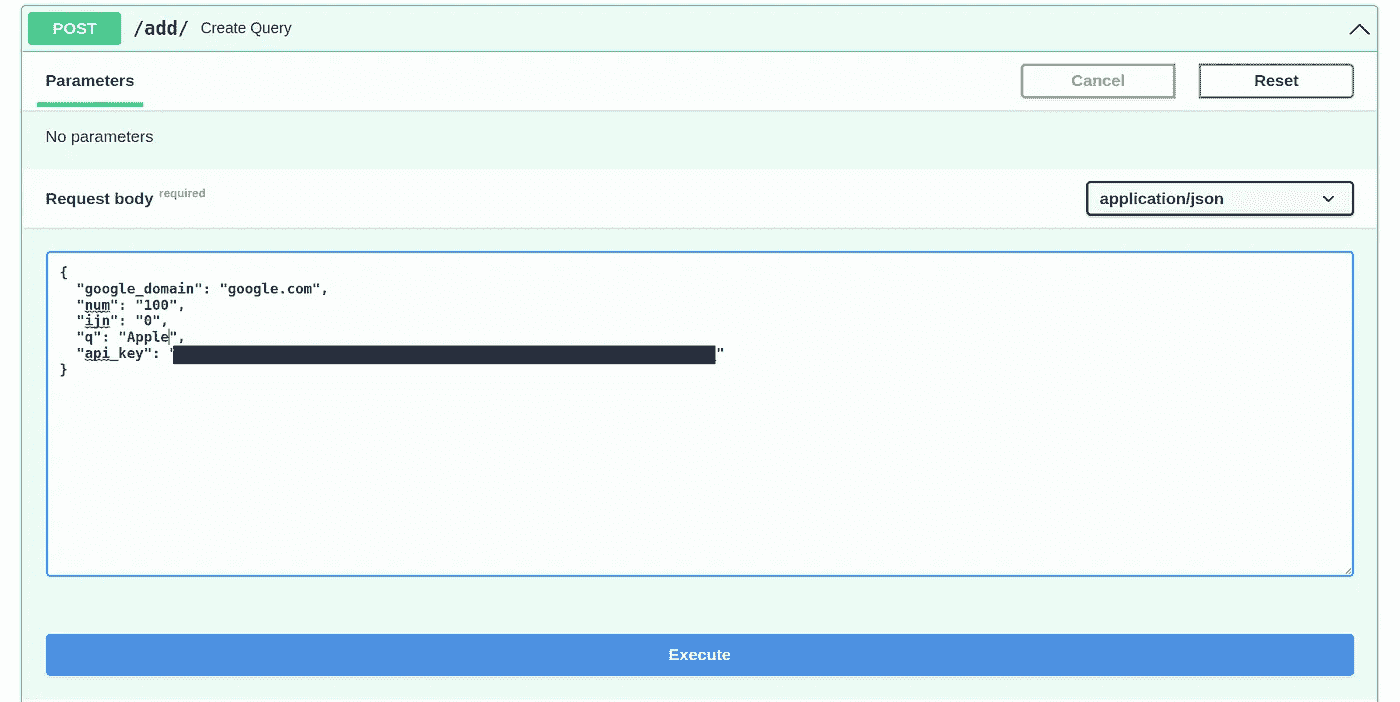 POST /add/ Create Query
Parameters Cancel Reset
No parameters
Request body required application/json
{
"google_domain": "google.com",
"num": "100",
"ijn": "0",
"q": "Apple",
"api_key": " "
}
Execute